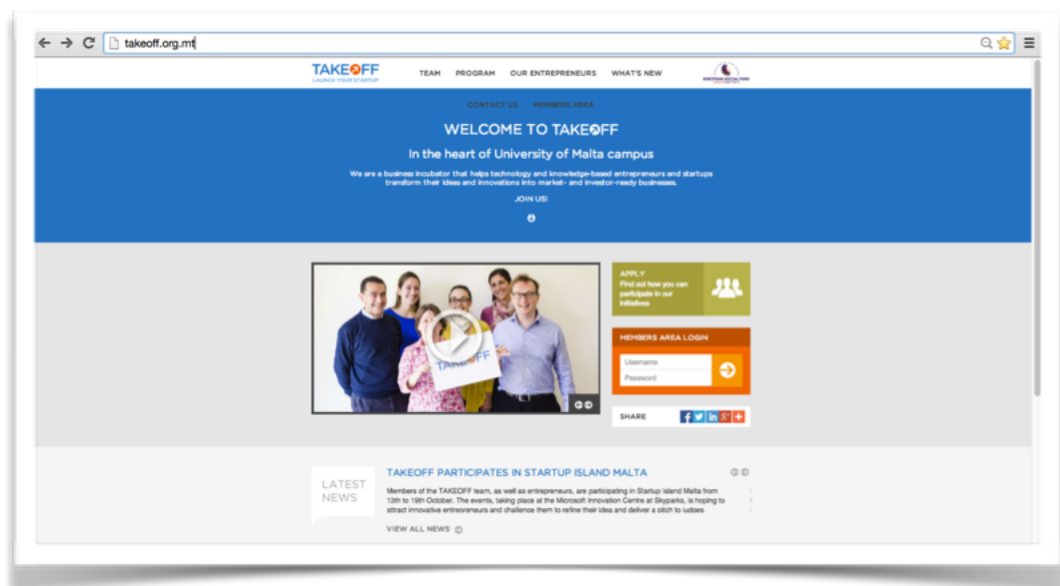 takeoff.org.mt
TAKEOFF
LAUNCH YOUR STARTUP
TEAM PROGRAM OUR ENTREPRENEURS WHAT'S NEW
EUROPEAN SOCIAL FUND
CONTACT US MEMBERS AREA
WELCOME TO TAKEOFF
In the heart of University of Malta campus
We are a business incubator that helps technology and knowledge-based entrepreneurs and startups
transform their ideas and innovations into market- and investor-ready businesses.
JOIN US!
TAKEOFF
APPLY
Find out how you can
participate in our
initiatives
MEMBERS AREA LOGIN
Username
Password
SHARE
LATEST
NEWS
TAKEOFF PARTICIPATES IN STARTUP ISLAND MALTA
Members of the TAKEOFF team, as well as entrepreneurs, are participating in Startup Island Malta from
13th to 19th October. The events, taking place at the Microsoft Innovation Centre at Skyparks, is hoping to
attract innovative entrepreneurs and challenge them to refine their ideas and deliver a pitch to judges
VIEW ALL NEWS